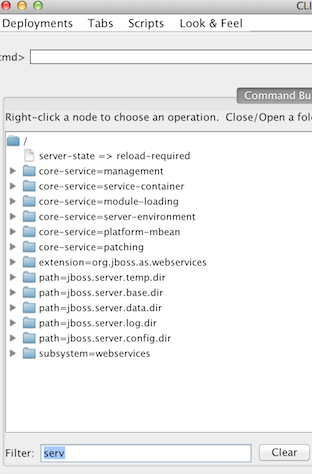 CLI
Deployments Tabs Scripts Look & Feel
cmd>
Command Bu
Right-click a node to choose an operation. Close/Open a fol
/
server-state => reload-required
core-service=management
core-service=service-container
core-service=module-loading
core-service=server-environment
core-service=platform-mbean
core-service=patching
extension=org.jboss.as.webservices
path=jboss.server.temp.dir
path=jboss.server.base.dir
path=jboss.server.data.dir
path=jboss.server.log.dir
path=jboss.server.config.dir
subsystem=webservices
Filter: serv Clear